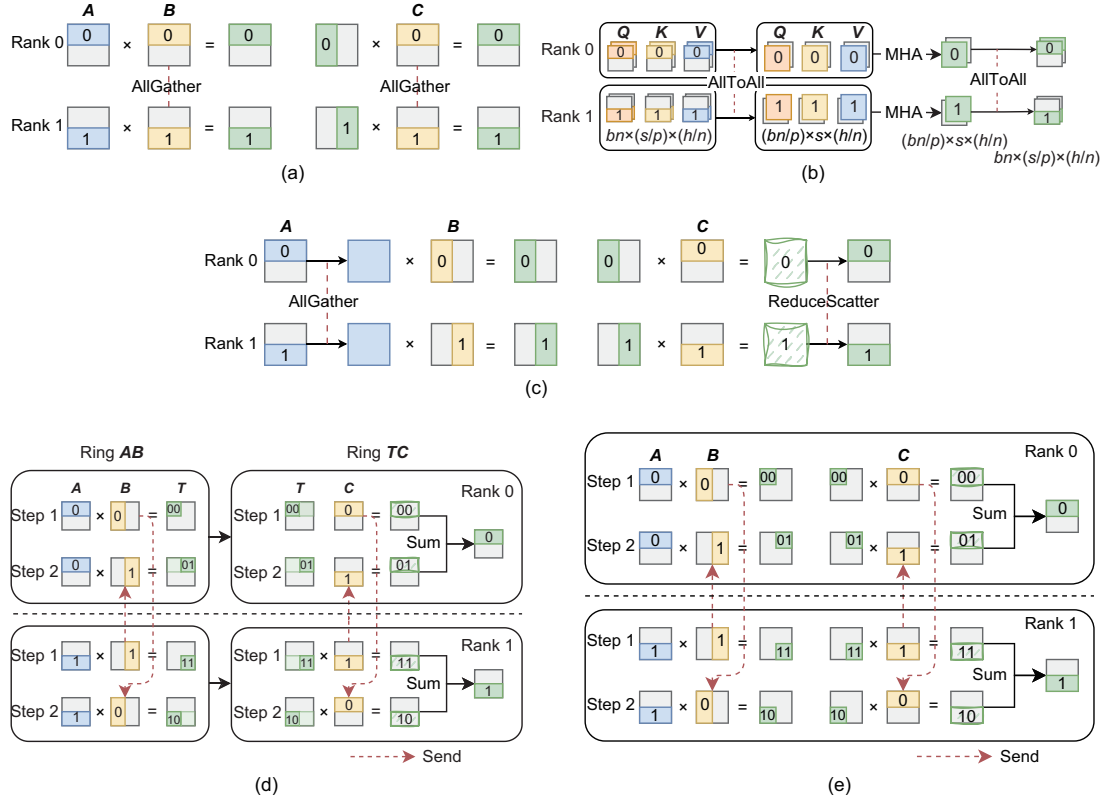 A B C
Rank 0 0 × 0 = 0 0 × 0 = 0
AllGather AllGather
Rank 1 1 × 1 = 1 1 × 1 = 1
(a)
Q K V Q K V
Rank 0 0 0 0 0 0 0 MHA 0 0
AllToAll AllToAll
Rank 1 1 1 1 1 1 1 MHA 1 1
bn×(s/p)×(h/n) (bn/p)×s×(h/n) (bn/p)×s×(h/n)
bn×(s/p)×(h/n)
(b)
A B C
Rank 0 0 × 0 = 0 0 × 0 = 0 0
AllGather ReduceScatter
Rank 1 1 × 1 = 1 1 × 1 = 1 1
(c)
Ring AB Ring TC
A B T T C Rank 0
Step 1 0 × 0 = 00 Step 1 00 0 = 00
Sum 0
Step 2 0 × 1 = 01 Step 2 01 1 = 01
Step 1 1 × 1 = 11 Step 1 11 × 1 = 11 Rank 1
Sum 1
Step 2 1 × 0 = 10 Step 2 10 × 0 = 10
Send
(d)
A B C Rank 0
Step 1 0 × 0 = 00 00 × 0 = 00
Sum 0
Step 2 0 × 1 = 01 01 × 1 = 01
Rank 1
Step 1 1 × 1 = 11 11 × 1 = 11
Sum 1
Step 2 1 × 0 = 10 10 × 0 = 10
Send
(e)